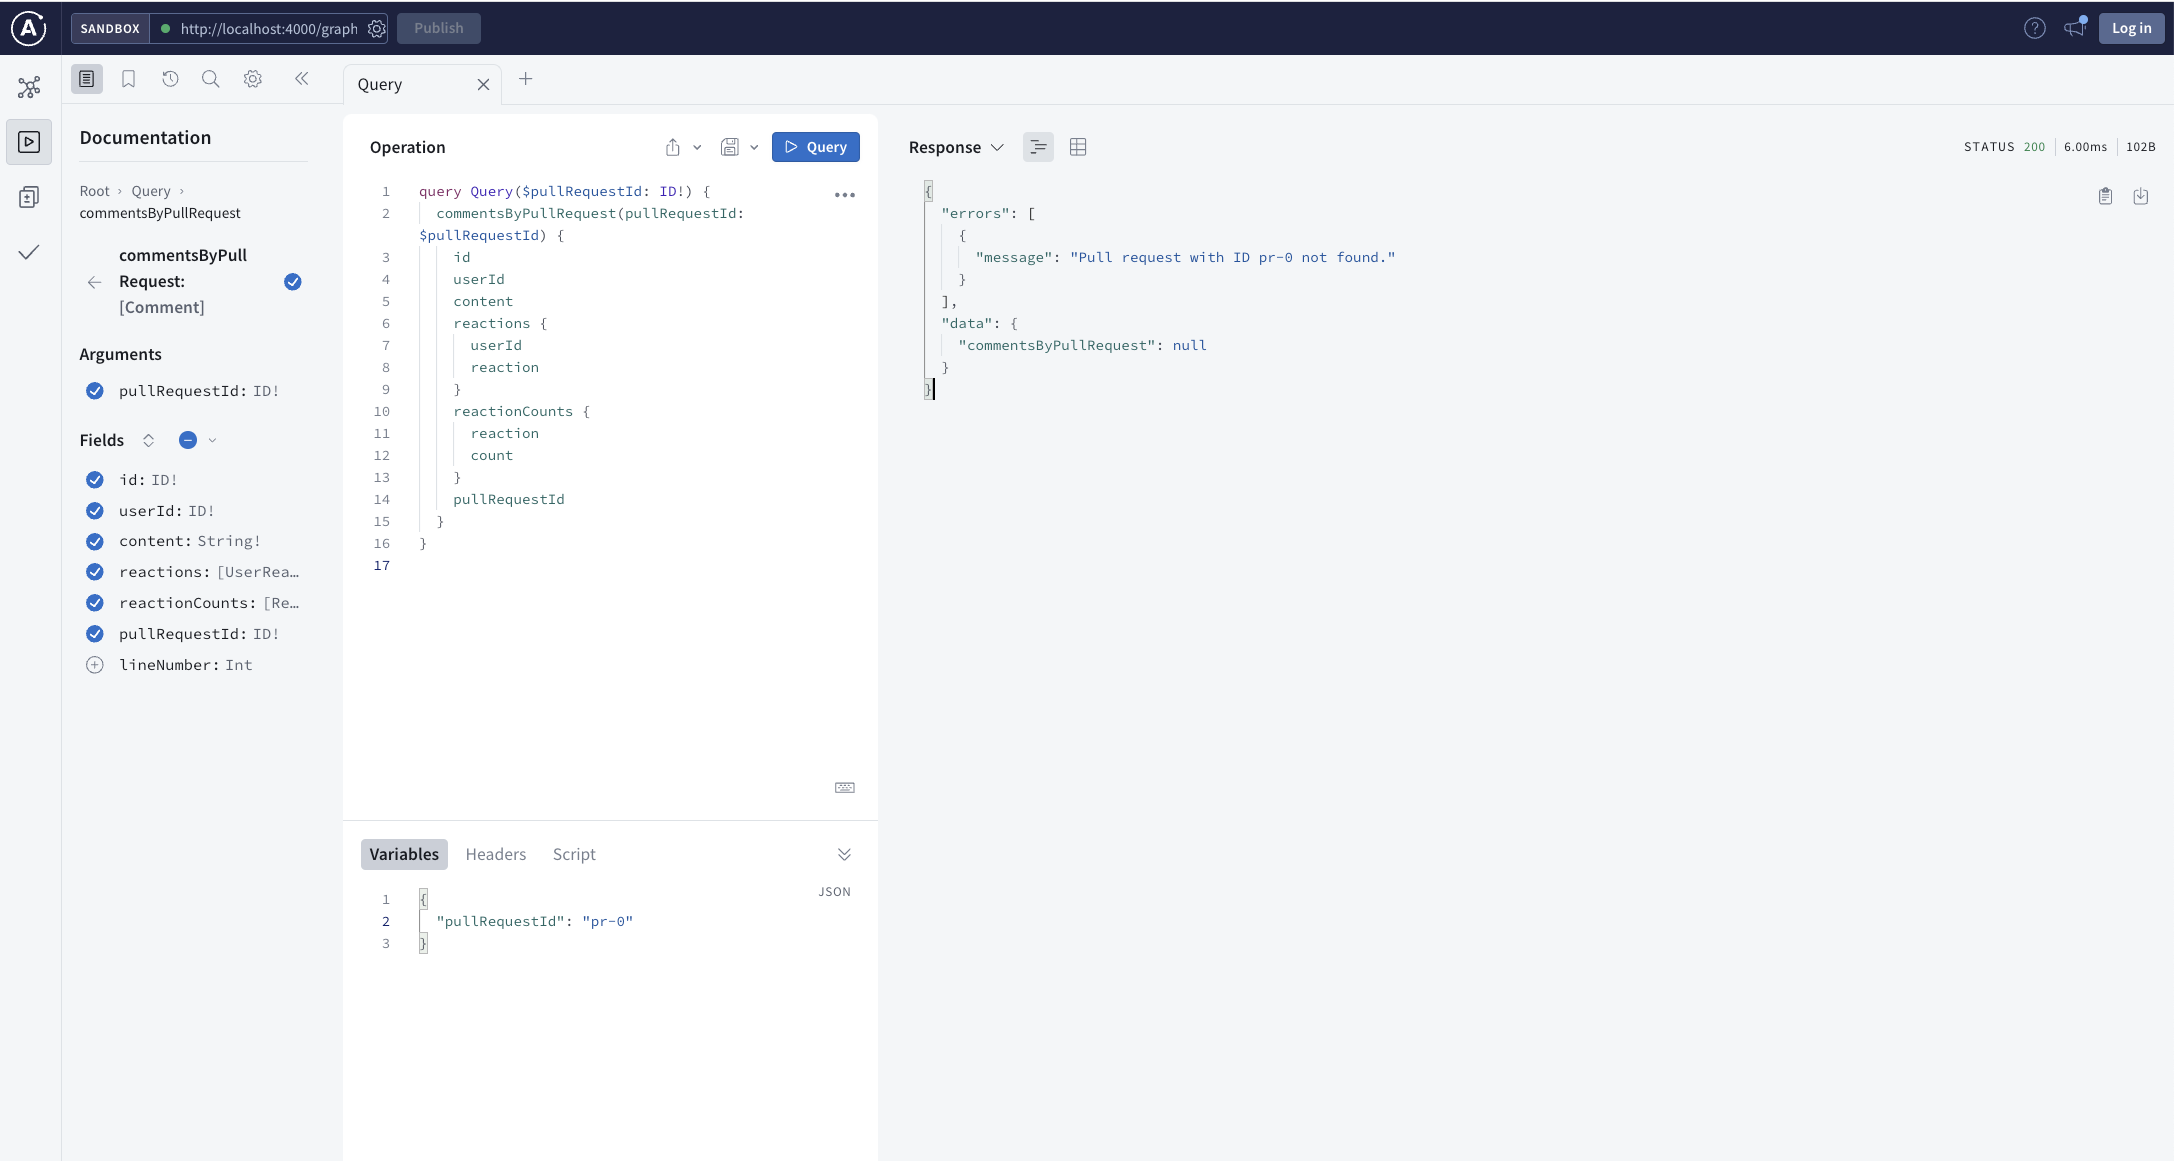 SANDBOX
http://localhost:4000/graph
Publish
Log in
Query
Documentation
Root › Query ›
commentsByPullRequest
commentsByPull
Request:
[Comment]
Arguments
pullRequestId: ID!
Fields
id: ID!
userId: ID!
content: String!
reactions: [UserRea…
reactionCounts: [Re…
pullRequestId: ID!
lineNumber: Int
Operation
Query
1 query Query($pullRequestId: ID!) {
2 commentsByPullRequest(pullRequestId:
$pullRequestId) {
3 id
4 userId
5 content
6 reactions {
7 userId
8 reaction
9 }
10 reactionCounts {
11 reaction
12 count
13 }
14 pullRequestId
15 }
16 }
17
Variables Headers Script
JSON
1 {
2 "pullRequestId": "pr-0"
3 }
Response
STATUS 200 6.00ms 102B
{
"errors": [
{
"message": "Pull request with ID pr-0 not found."
}
],
"data": {
"commentsByPullRequest": null
}
}